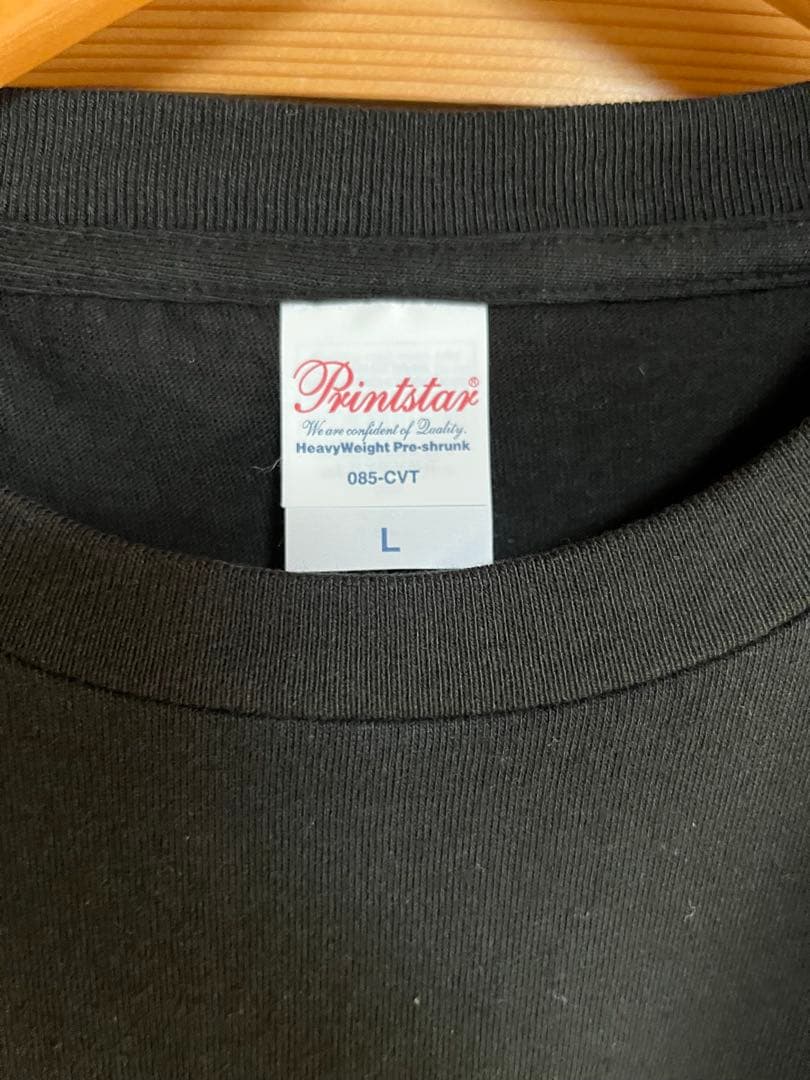 Printstar®
We are confident of Quality.
HeavyWeight Pre-shrunk
085-CVT
L